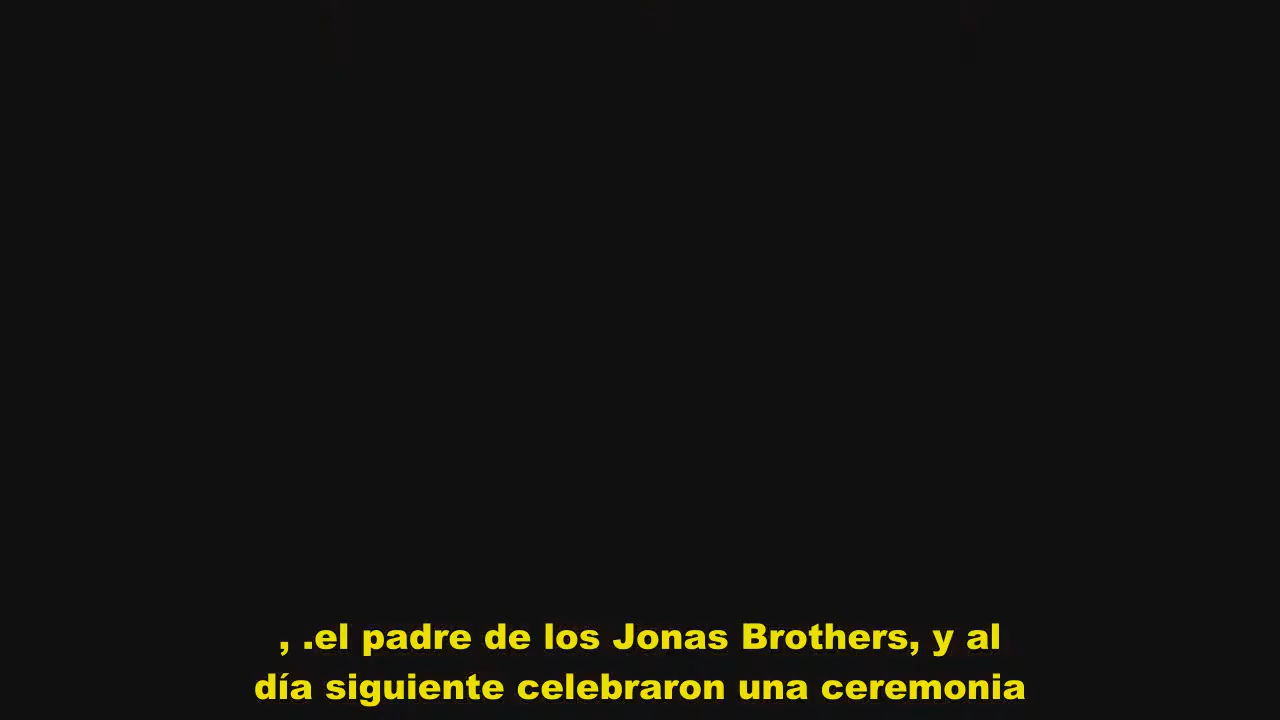 , .el padre de los Jonas Brothers, y al
día siguiente celebraron una ceremonia